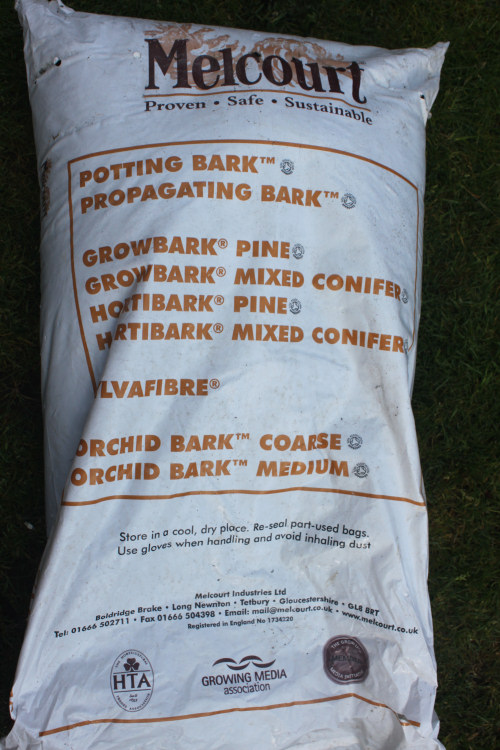 Melcourt
Proven • Safe • Sustainable
POTTING BARK™
PROPAGATING BARK™
GROWBARK® PINE
GROWBARK® MIXED CONIFER
HORTIBARK® PINE
H RTIBARK® MIXED CONIFER
LVAFIBRE®
ORCHID BARK™ COARSE
ORCHID BARK™ MEDIUM
Store in a cool, dry place. Re-seal part-used bags.
Use gloves when handling and avoid inhaling dust
Melcourt Industries Ltd
Boldridge Brake • Long Newnton • Tetbury • Gloucestershire • GL8 8RT
Tel: 01666 502711 • Fax 01666 504398 • Email: mail@melcourt.co.uk • www.melcourt.co.uk
Registered in England No 1734320
HTA
GROWING MEDIA
association